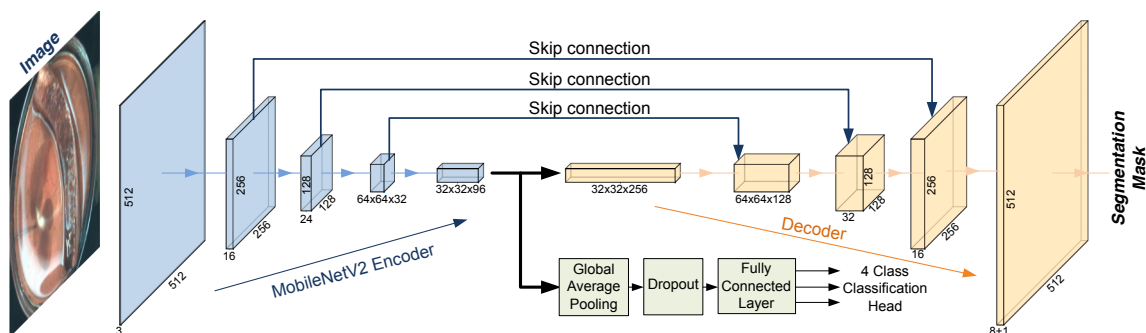 Image
Skip connection
Skip connection
Skip connection
512
512
3
256
256
16
128
128
24
64x64x32
32x32x96
32x32x256
64x64x128
128
128
32
256
256
16
512
512
8+1
MobileNetV2 Encoder
Decoder
Segmentation
Mask
Global
Average
Pooling
Dropout
Fully
Connected
Layer
4 Class
Classification
Head